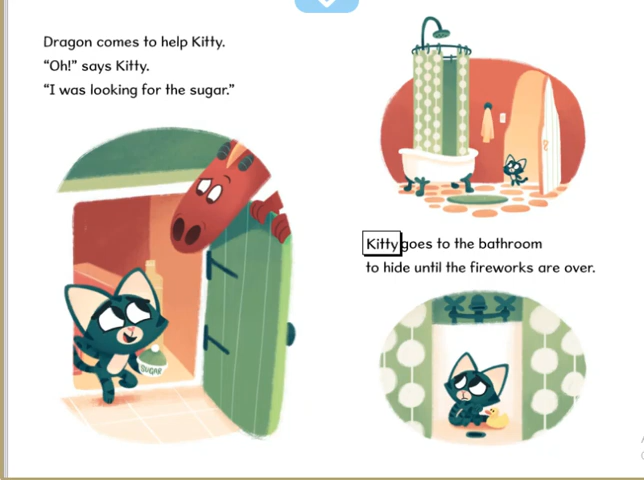 Dragon comes to help Kitty.
“Oh!” says Kitty.
“I was looking for the sugar.”
SUGAR
Kitty goes to the bathroom
to hide until the fireworks are over.